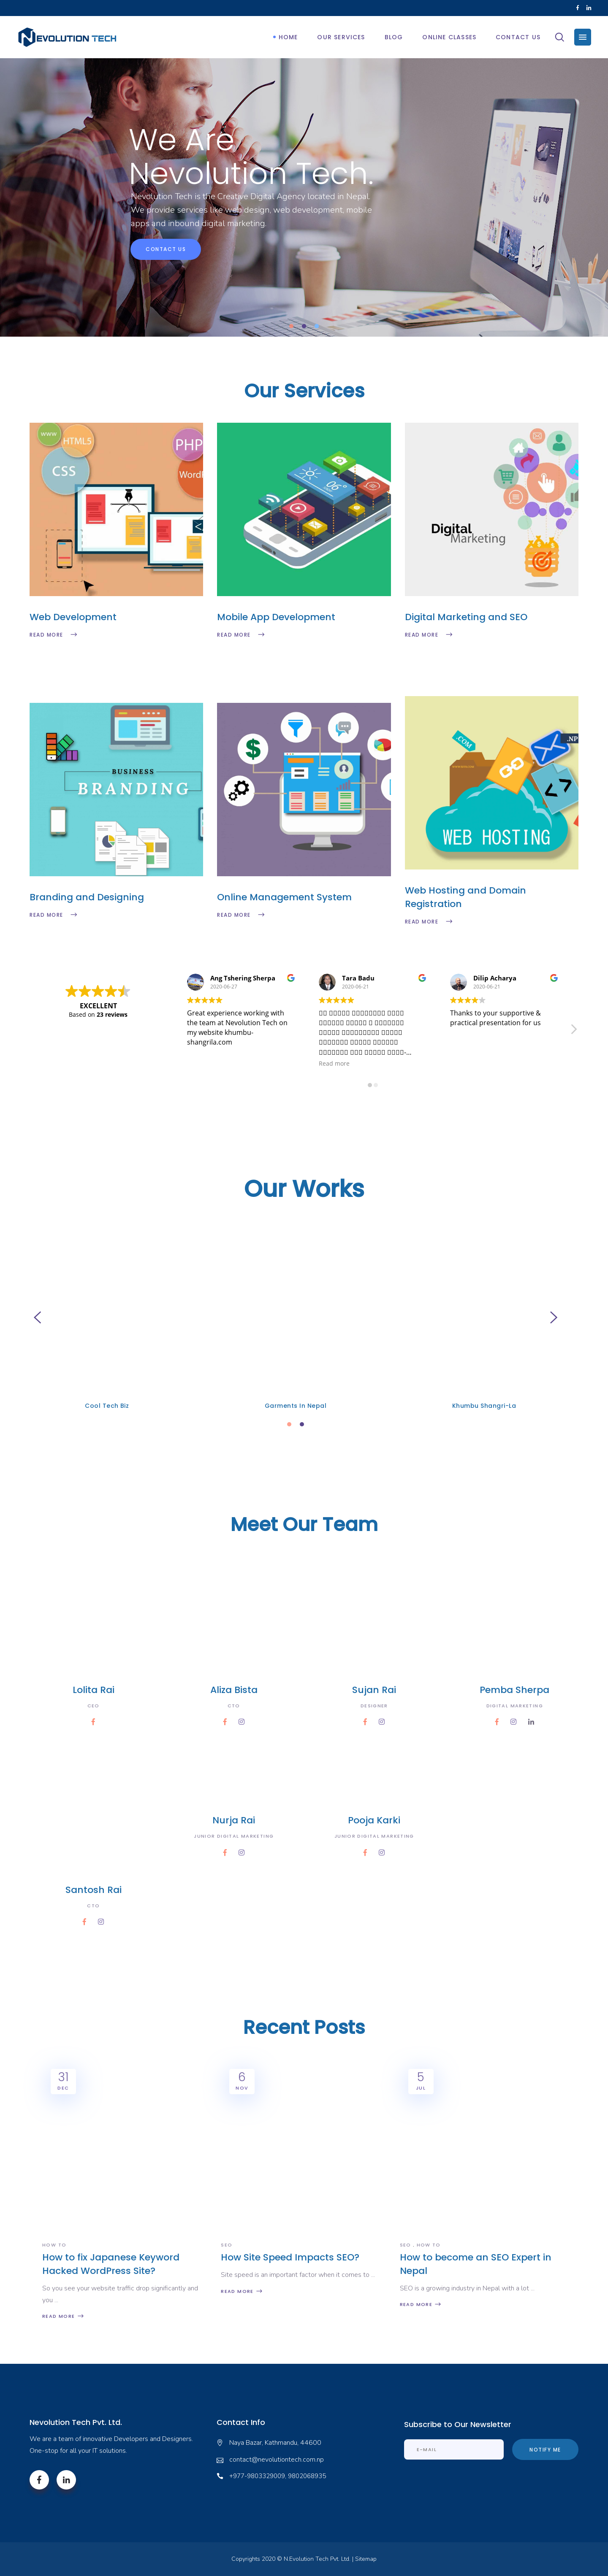 NEVOLUTION TECH
HOME
OUR SERVICES
BLOG
ONLINE CLASSES
CONTACT US
We Are
Nevolution Tech.
Nevolution Tech is the Creative Digital Agency located in Nepal.
We provide services like web design, web development, mobile
apps and inbound digital marketing.
CONTACT US
Our Services
WWW
HTML5
CSS
PHP
Digital
Marketing
Web Development
READ MORE
Mobile App Development
READ MORE
Digital Marketing and SEO
READ MORE
BUSINESS
BRANDING
.COM
.NP
WEB HOSTING
Branding and Designing
READ MORE
Online Management System
READ MORE
Web Hosting and Domain
Registration
READ MORE
EXCELLENT
Based on 23 reviews
Ang Tshering Sherpa
2020-06-27
Great experience working with
the team at Nevolution Tech on
my website khumbu-
shangrila.com
Tara Badu
2020-06-21
Read more
Dilip Acharya
2020-06-21
Thanks to your supportive &
practical presentation for us
Our Works
Cool Tech Biz
Garments In Nepal
Khumbu Shangri-La
Meet Our Team
Lolita Rai
CEO
Aliza Bista
CTO
Sujan Rai
DESIGNER
Pemba Sherpa
DIGITAL MARKETING
Nurja Rai
JUNIOR DIGITAL MARKETING
Pooja Karki
JUNIOR DIGITAL MARKETING
Santosh Rai
CTO
Recent Posts
31
DEC
6
NOV
5
JUL
HOW TO
How to fix Japanese Keyword
Hacked WordPress Site?
So you see your website traffic drop significantly and
you ...
READ MORE
SEO
How Site Speed Impacts SEO?
Site speed is an important factor when it comes to ...
READ MORE
SEO , HOW TO
How to become an SEO Expert in
Nepal
SEO is a growing industry in Nepal with a lot ...
READ MORE
Nevolution Tech Pvt. Ltd.
We are a team of innovative Developers and Designers.
One-stop for all your IT solutions.
Contact Info
Naya Bazar, Kathmandu, 44600
contact@nevolutiontech.com.np
+977-9803329009, 9802068935
Subscribe to Our Newsletter
E-MAIL
NOTIFY ME
Copyrights 2020 © N.Evolution Tech Pvt. Ltd. | Sitemap